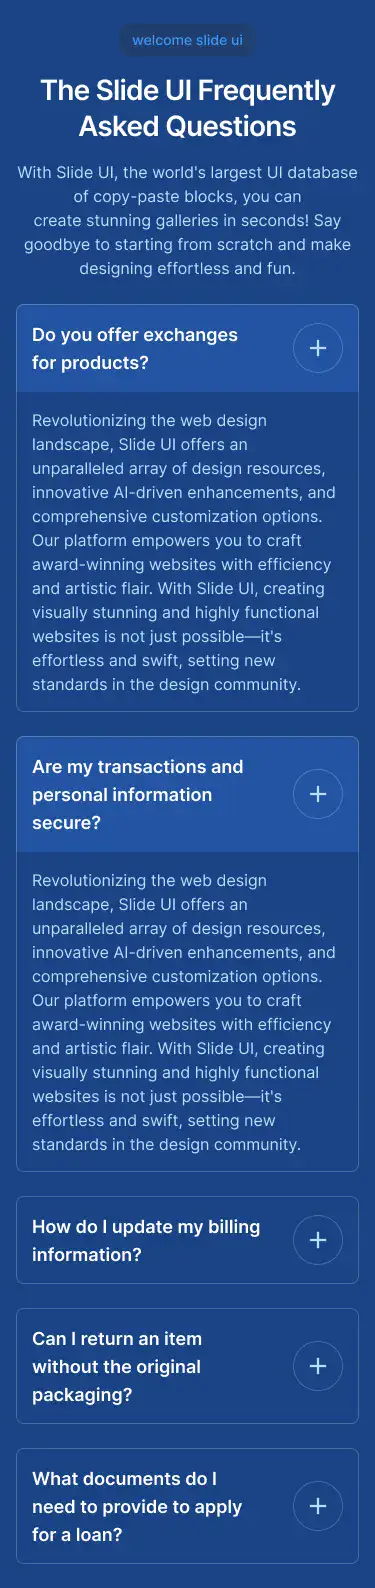 welcome slide ui
The Slide UI Frequently
Asked Questions
With Slide UI, the world's largest UI database
of copy-paste blocks, you can
create stunning galleries in seconds! Say
goodbye to starting from scratch and make
designing effortless and fun.
Do you offer exchanges
for products?
Revolutionizing the web design
landscape, Slide UI offers an
unparalleled array of design resources,
innovative AI-driven enhancements, and
comprehensive customization options.
Our platform empowers you to craft
award-winning websites with efficiency
and artistic flair. With Slide UI, creating
visually stunning and highly functional
websites is not just possible—it's
effortless and swift, setting new
standards in the design community.
Are my transactions and
personal information
secure?
Revolutionizing the web design
landscape, Slide UI offers an
unparalleled array of design resources,
innovative AI-driven enhancements, and
comprehensive customization options.
Our platform empowers you to craft
award-winning websites with efficiency
and artistic flair. With Slide UI, creating
visually stunning and highly functional
websites is not just possible—it's
effortless and swift, setting new
standards in the design community.
How do I update my billing
information?
Can I return an item
without the original
packaging?
What documents do I
need to provide to apply
for a loan?